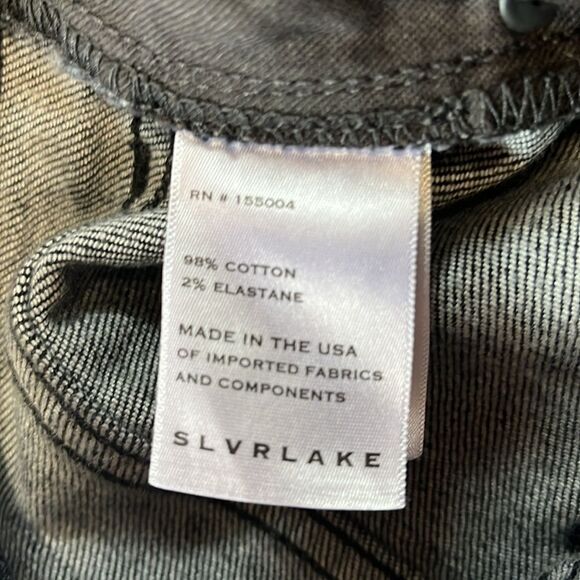 RN # 155004
98% COTTON
2% ELASTANE
MADE IN THE USA
OF IMPORTED FABRICS
AND COMPONENTS
SLVRLAKE